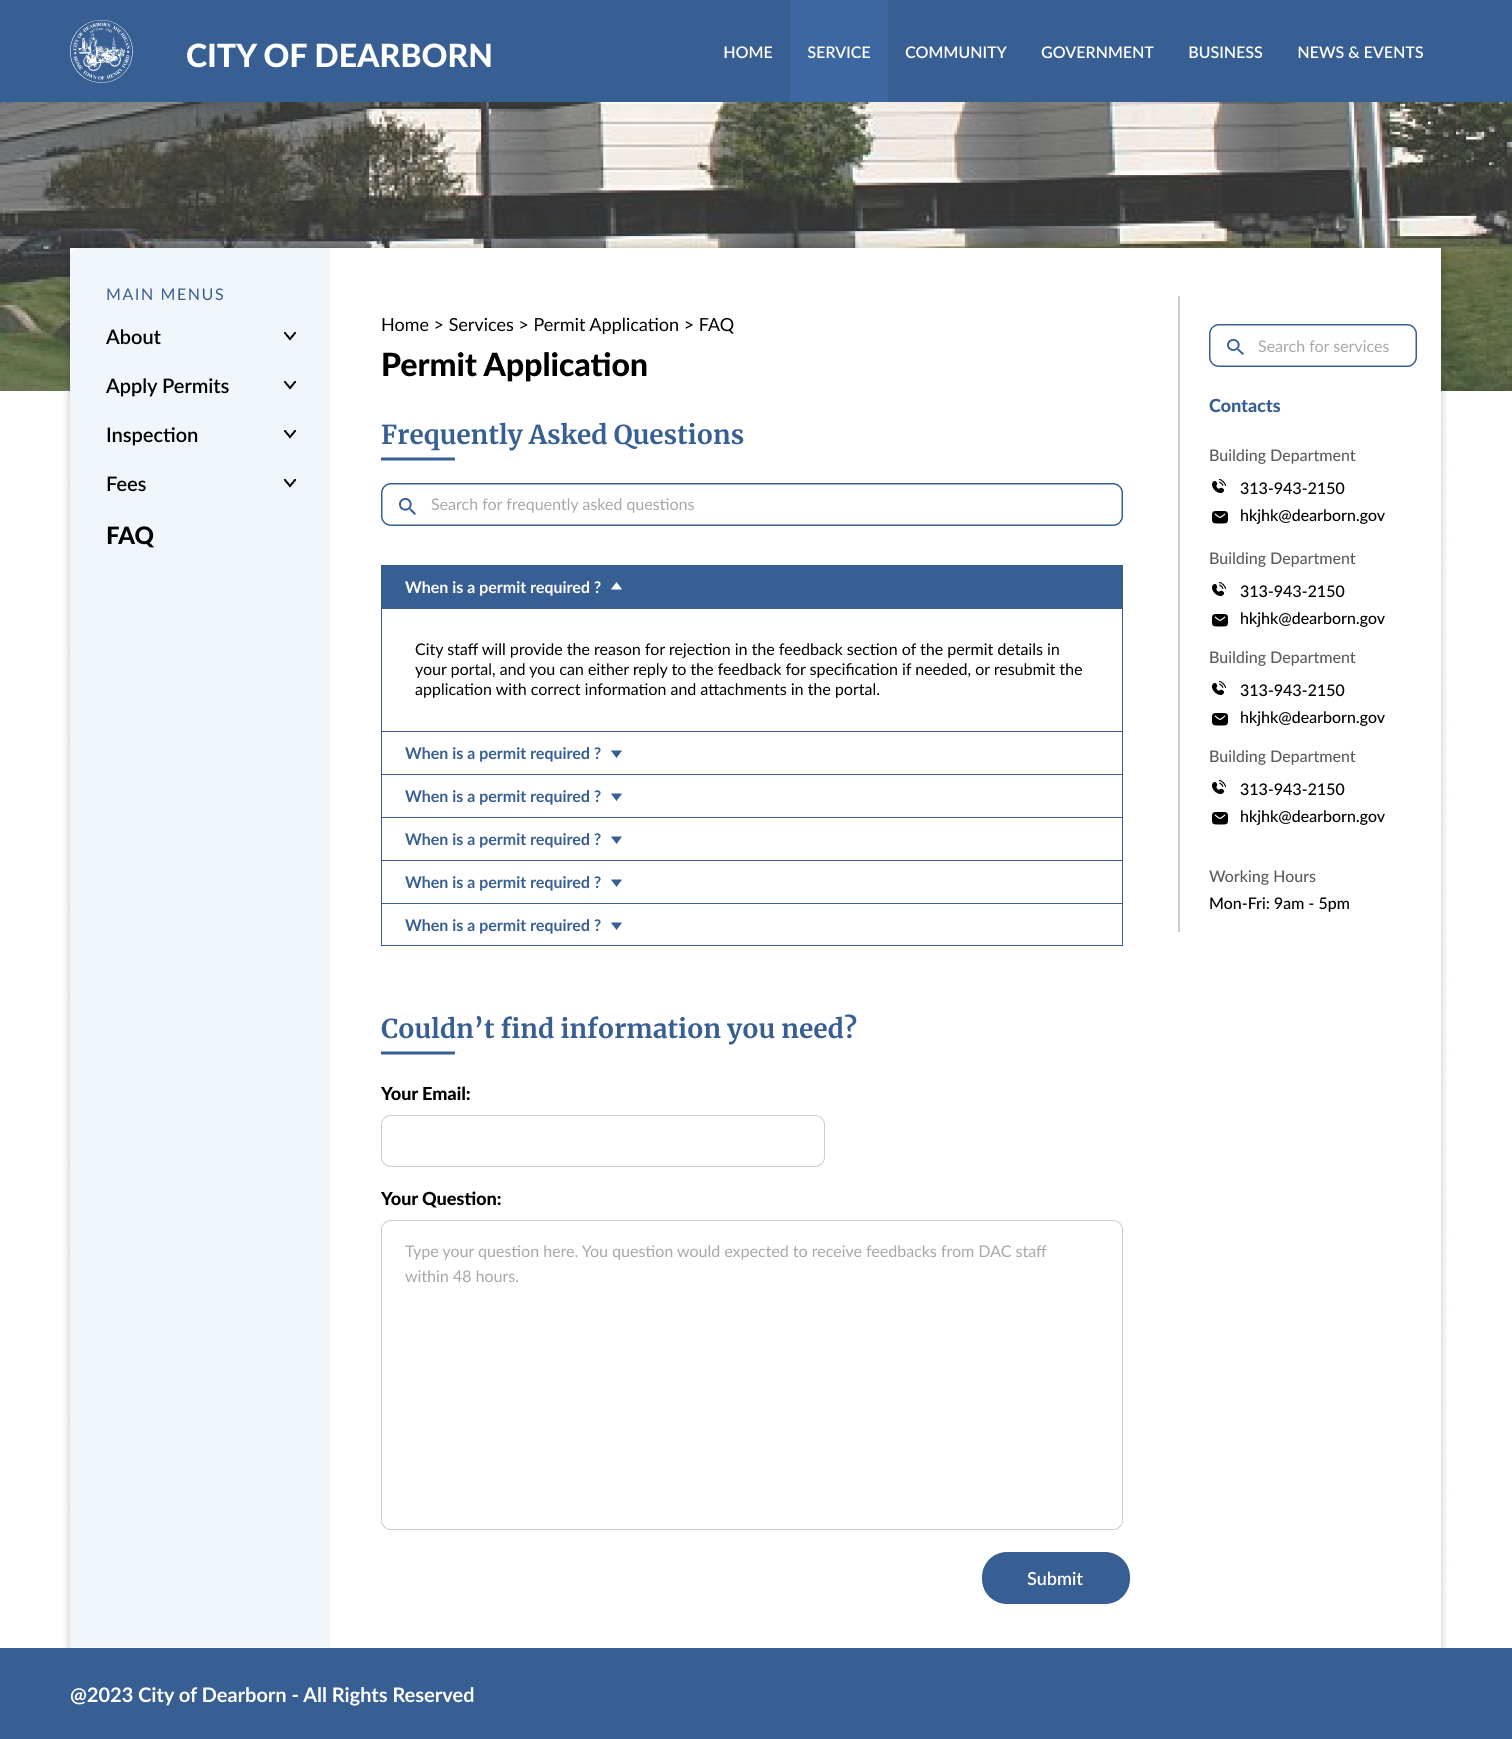 CITY OF DEARBORN
HOME SERVICE COMMUNITY GOVERNMENT BUSINESS NEWS & EVENTS
MAIN MENUS
About
Apply Permits
Inspection
Fees
FAQ
Home > Services > Permit Application > FAQ
Permit Application
Frequently Asked Questions
Search for frequently asked questions
When is a permit required ?
City staff will provide the reason for rejection in the feedback section of the permit details in
your portal, and you can either reply to the feedback for specification if needed, or resubmit the
application with correct information and attachments in the portal.
When is a permit required ?
When is a permit required ?
When is a permit required ?
When is a permit required ?
When is a permit required ?
Couldn’t find information you need?
Your Email:
Your Question:
Type your question here. You question would expected to receive feedbacks from DAC staff
within 48 hours.
Submit
Search for services
Contacts
Building Department
313-943-2150
hkjhk@dearborn.gov
Building Department
313-943-2150
hkjhk@dearborn.gov
Building Department
313-943-2150
hkjhk@dearborn.gov
Building Department
313-943-2150
hkjhk@dearborn.gov
Working Hours
Mon-Fri: 9am - 5pm
@2023 City of Dearborn - All Rights Reserved